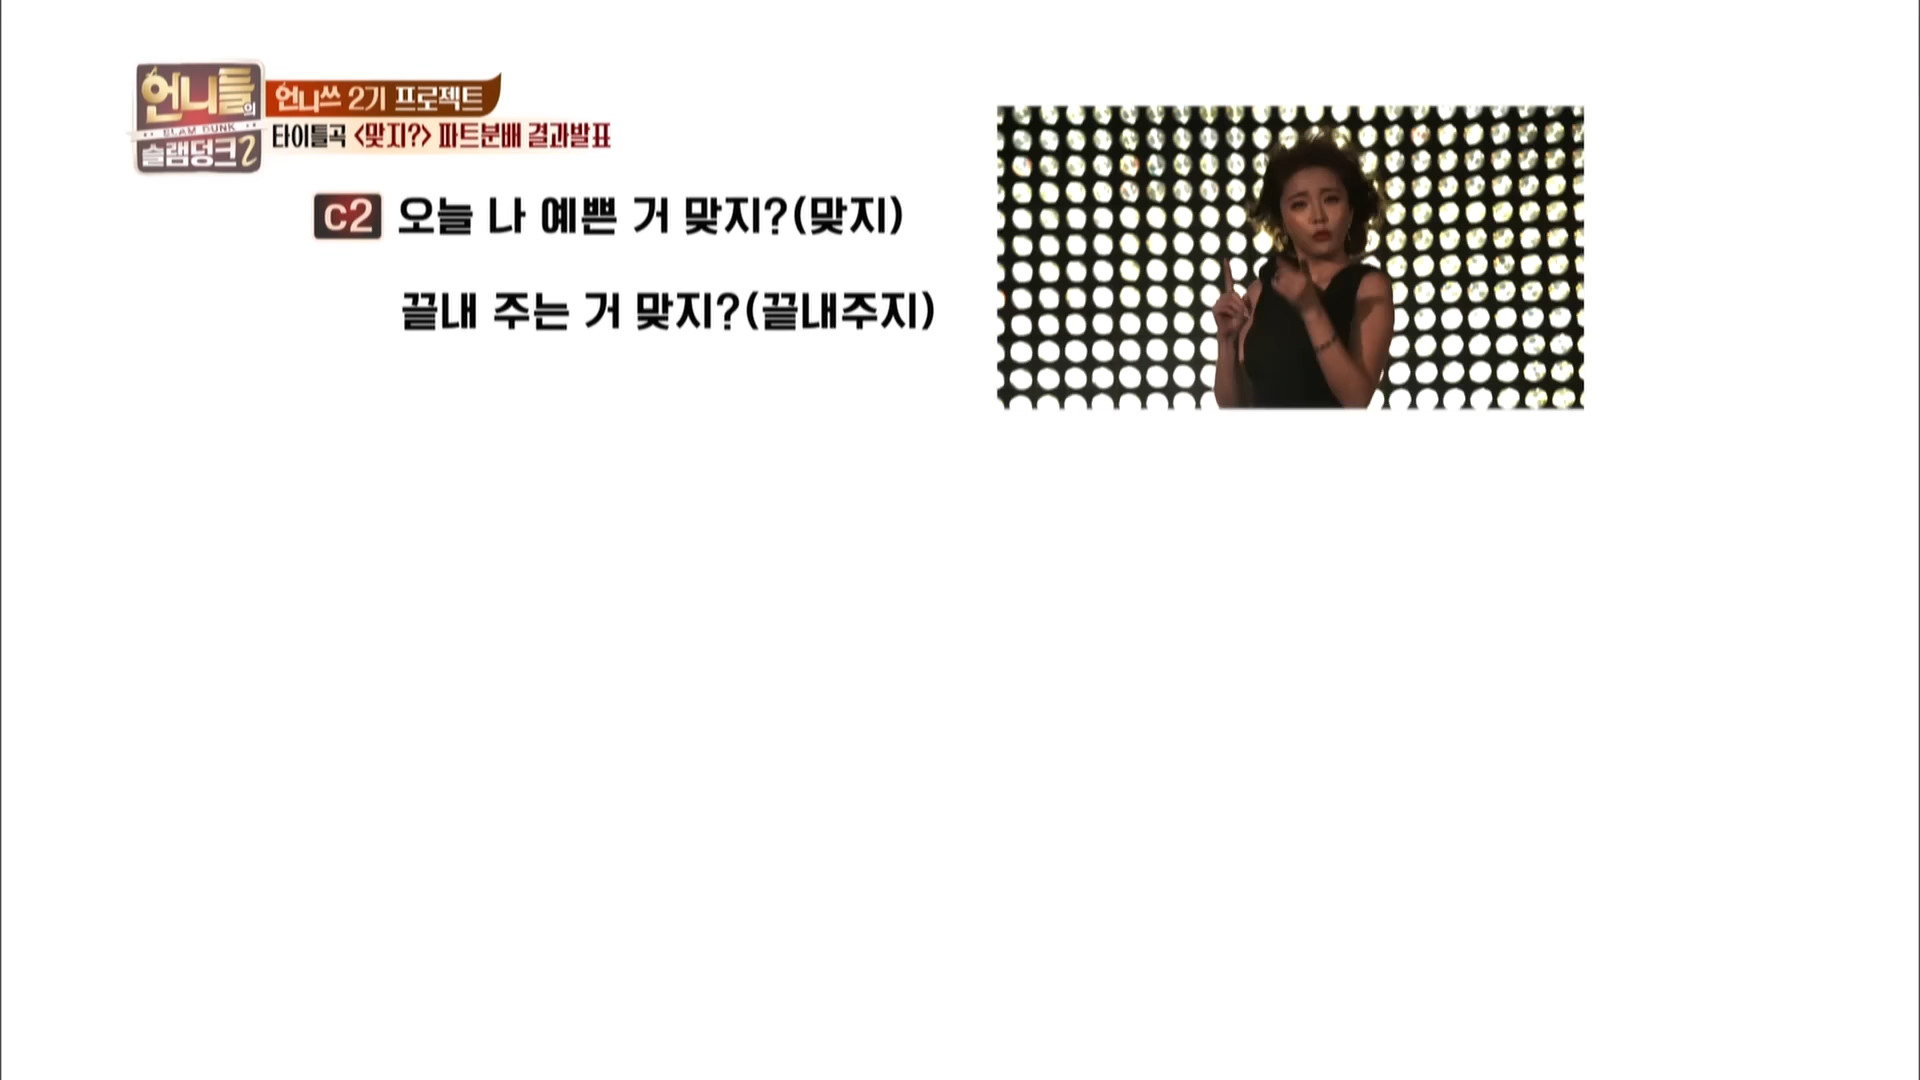 언니들의
SLAM DUNK
슬램덩크2
언니쓰 2기 프로젝트
타이틀곡 <맞지?> 파트분배 결과발표
C2 오늘 나 예쁜 거 맞지?(맞지)
끝내 주는 거 맞지?(끝내주지)